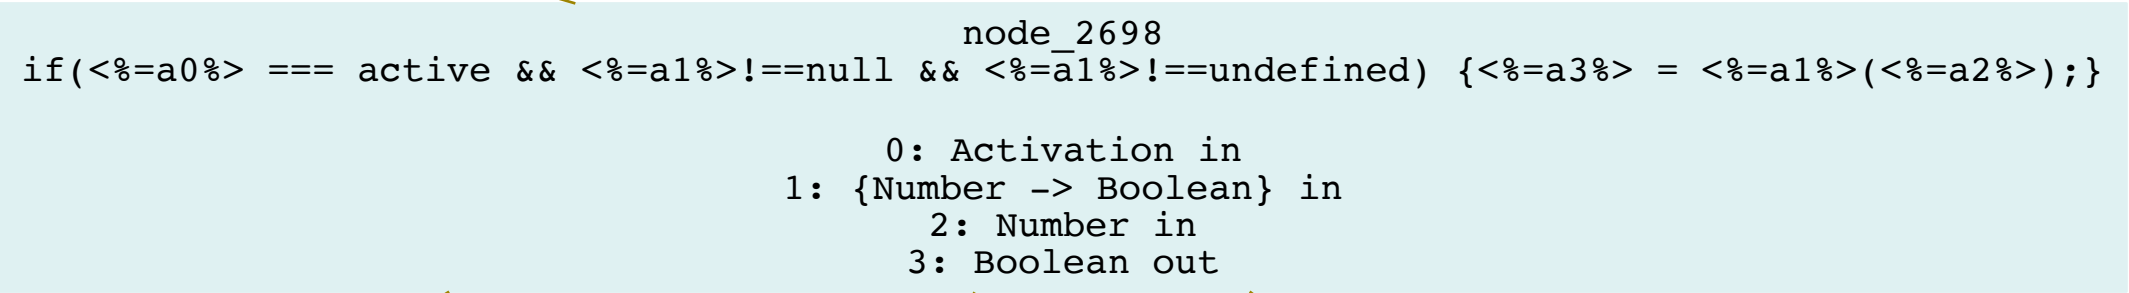 node_2698
if(<%=a0%> === active && <%=a1%>!==null && <%=a1%>!==undefined) {<%=a3%> = <%=a1%>(<%=a2%>);}
0: Activation in
1: {Number -> Boolean} in
2: Number in
3: Boolean out